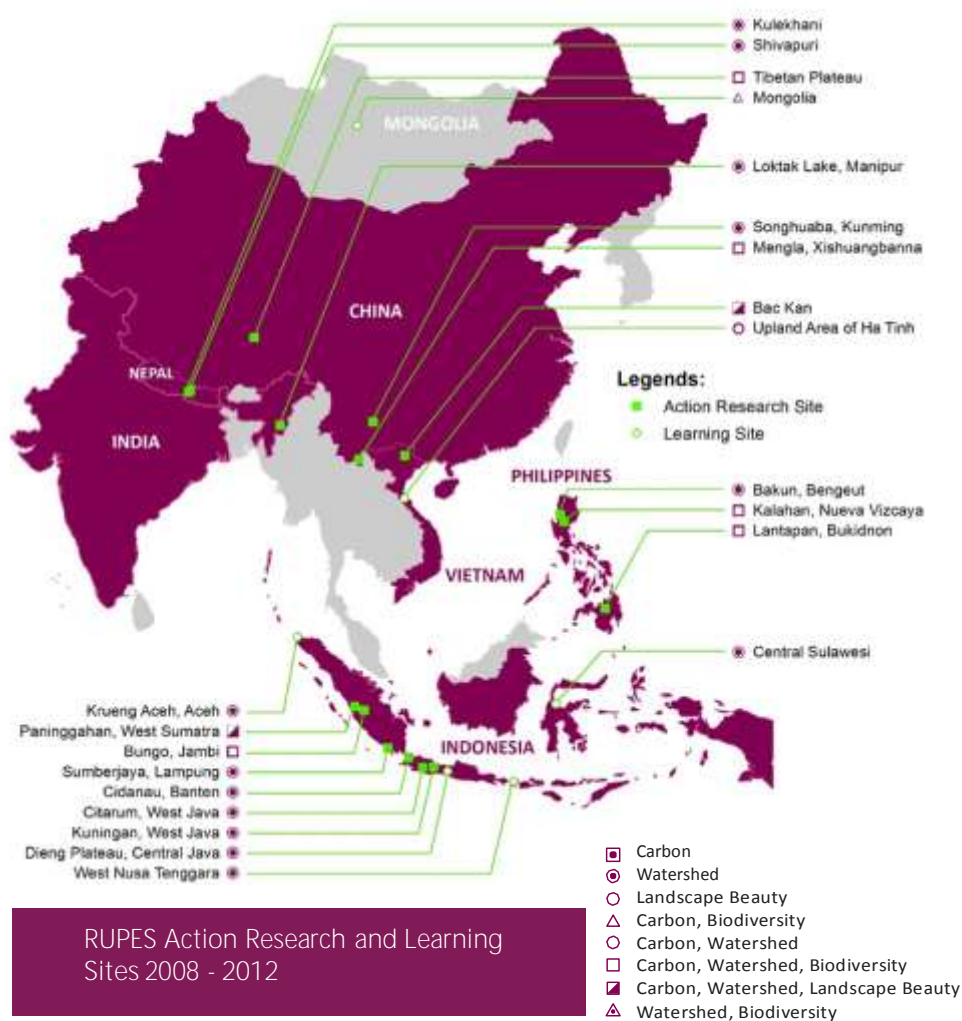 Kulekhani
Shivapuri
Tibetan Plateau
Mongolia
MONGOLIA
Loktak Lake, Manipur
Songhuaba, Kunming
Mengla, Xishuangbanna
CHINA
Bac Kan
Upland Area of Ha Tinh
NEPAL
Legends:
Action Research Site
Learning Site
INDIA
PHILIPPINES
Bakun, Bengeut
Kalahan, Nueva Vizcaya
Lantapan, Bukidnon
VIETNAM
Central Sulawesi
Krueng Aceh, Aceh
Paninggahan, West Sumatra
Bungo, Jambi
INDONESIA
Sumberjaya, Lampung
Cidanau, Banten
Citarum, West Java
Kuningan, West Java
Dieng Plateau, Central Java
West Nusa Tenggara
Carbon
Watershed
Landscape Beauty
Carbon, Biodiversity
Carbon, Watershed
Carbon, Watershed, Biodiversity
Carbon, Watershed, Landscape Beauty
Watershed, Biodiversity
RUPES Action Research and Learning
Sites 2008 - 2012